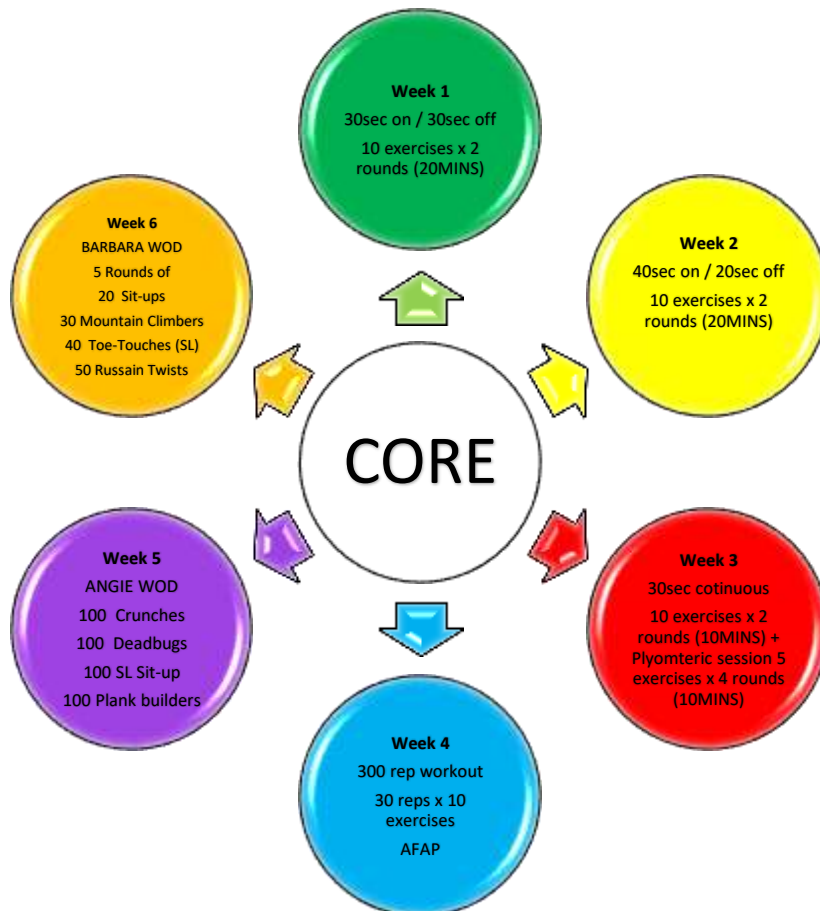 Week 1
30sec on / 30sec off
10 exercises x 2
rounds (20MINS)
Week 2
40sec on / 20sec off
10 exercises x 2
rounds (20MINS)
Week 3
30sec cotinuous
10 exercises x 2
rounds (10MINS) +
Plyomteric session 5
exercises x 4 rounds
(10MINS)
Week 4
300 rep workout
30 reps x 10
exercises
AFAP
Week 5
ANGIE WOD
100 Crunches
100 Deadbugs
100 SL Sit-up
100 Plank builders
Week 6
BARBARA WOD
5 Rounds of
20 Sit-ups
30 Mountain Climbers
40 Toe-Touches (SL)
50 Russain Twists
CORE